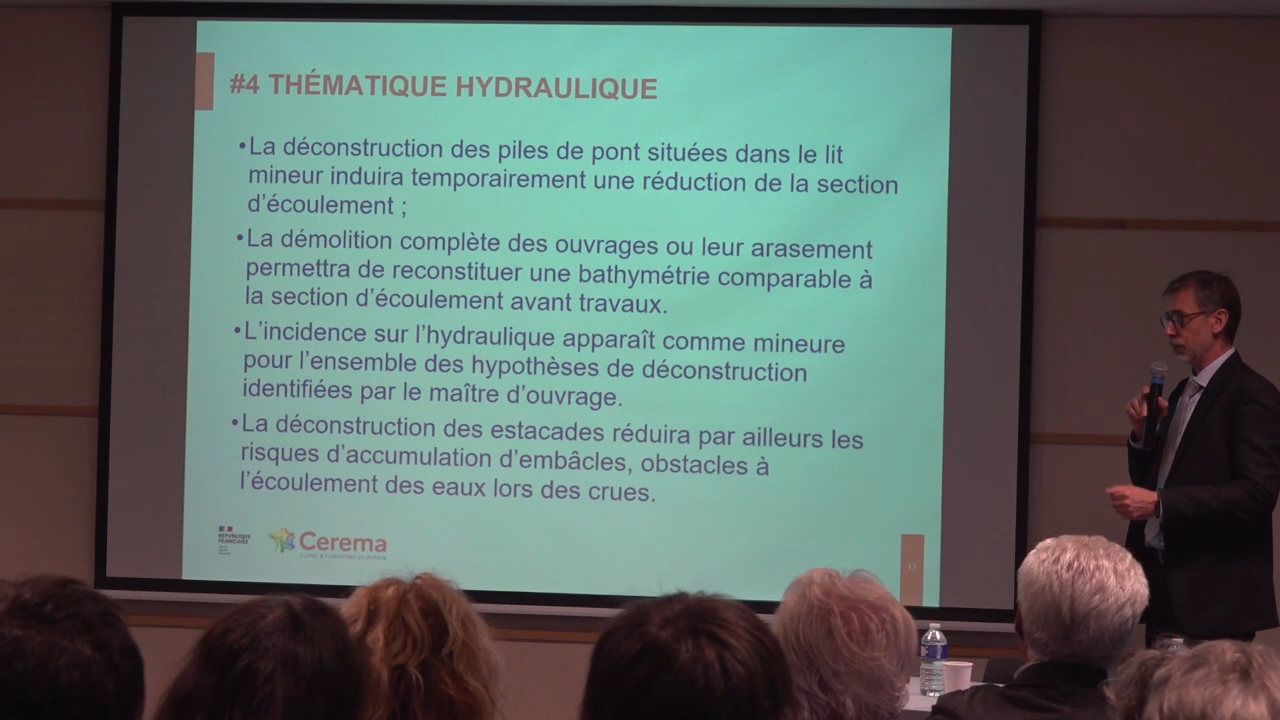 #4 THÉMATIQUE HYDRAULIQUE
•La déconstruction des piles de pont situées dans le lit
mineur induira temporairement une réduction de la section
d'écoulement ;
•La démolition complète des ouvrages ou leur arasement
permettra de reconstituer une bathymétrie comparable à
la section d'écoulement avant travaux.
•L'incidence sur l'hydraulique apparaît comme mineure
pour l'ensemble des hypothèses de déconstruction
identifiées par le maître d'ouvrage.
•La déconstruction des estacades réduira par ailleurs les
risques d'accumulation d'embâcles, obstacles à
l'écoulement des eaux lors des crues.
RÉPUBLIQUE
FRANÇAISE
Cerema
11